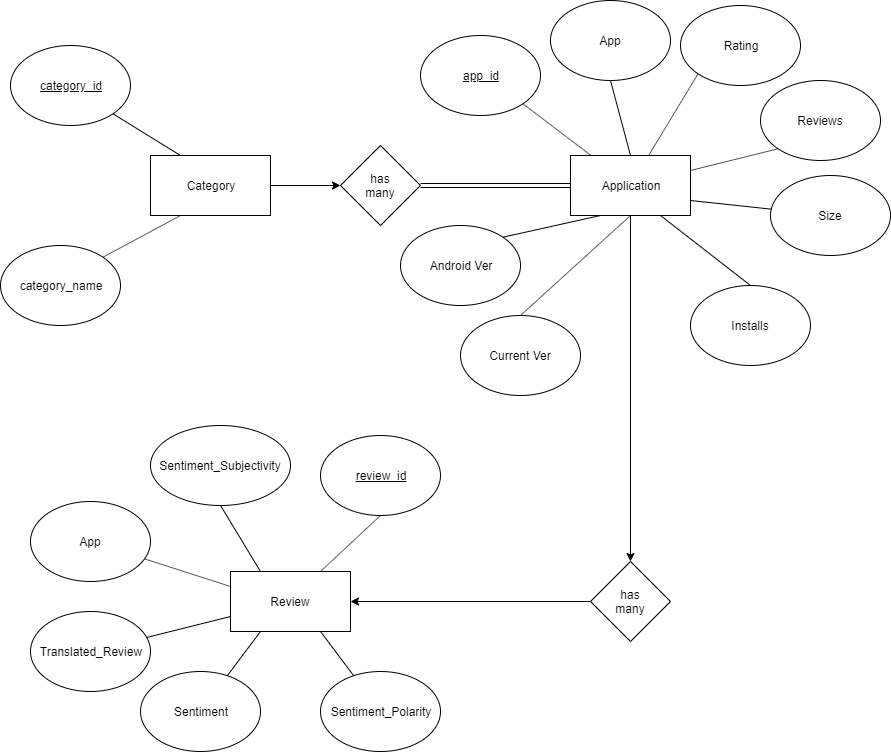 App
Rating
app_id
category_id
Reviews
has
many
Category
Application
Size
Android Ver
category_name
Installs
Current Ver
Sentiment_Subjectivity
review_id
App
Review
has
many
Translated_Review
Sentiment
Sentiment_Polarity